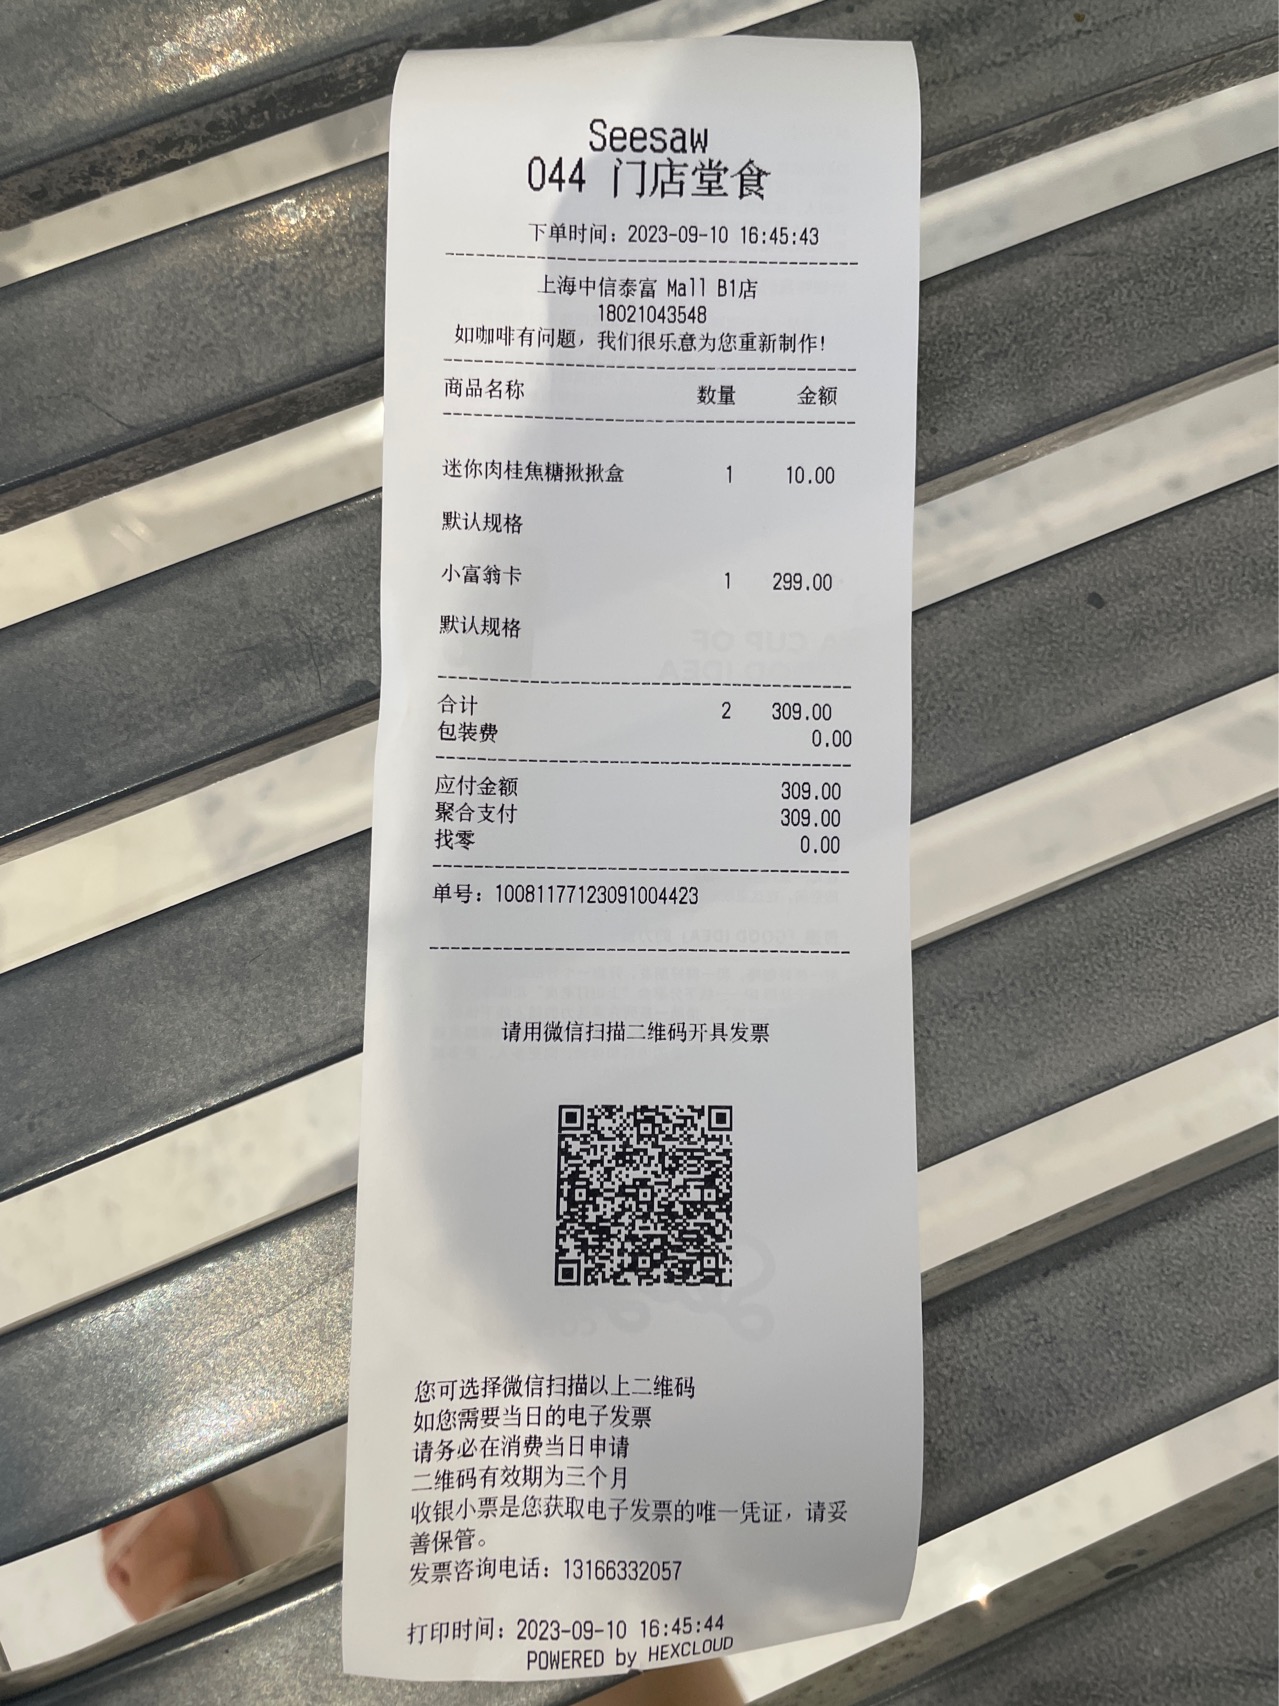 Seesaw
044 门店堂食
下单时间：2023-09-10 16:45:43
上海中信泰富 Mall B1店
18021043548
如咖啡有问题，我们很乐意为您重新制作！
商品名称 数量 金额
迷你肉桂焦糖揪揪盒 1 10.00
默认规格
小富翁卡 1 299.00
默认规格
合计 2 309.00
包装费 0.00
应付金额 309.00
聚合支付 309.00
找零 0.00
单号：10081177123091004423
请用微信扫描二维码开具发票
您可选择微信扫描以上二维码
如您需要当日的电子发票
请务必在消费当日申请
二维码有效期为三个月
收银小票是您获取电子发票的唯一凭证，请妥
善保管。
发票咨询电话：13166332057
打印时间：2023-09-10 16:45:44
POWERED by HEXCLOUD